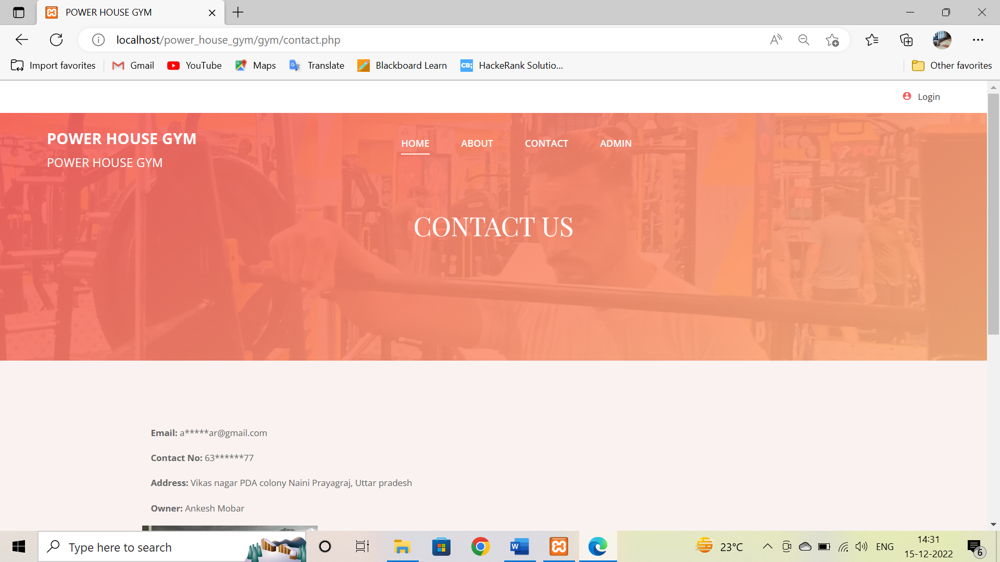 POWER HOUSE GYM
localhost/power_house_gym/gym/contact.php
Import favorites Gmail YouTube Maps Translate Blackboard Learn HackeRank Solutio... Other favorites
Login
POWER HOUSE GYM
POWER HOUSE GYM
HOME ABOUT CONTACT ADMIN
CONTACT US
Email: a*****ar@gmail.com
Contact No: 63******77
Address: Vikas nagar PDA colony Naini Prayagraj, Uttar pradesh
Owner: Ankesh Mobar
Type here to search
23°C
ENG
14:31
15-12-2022
6